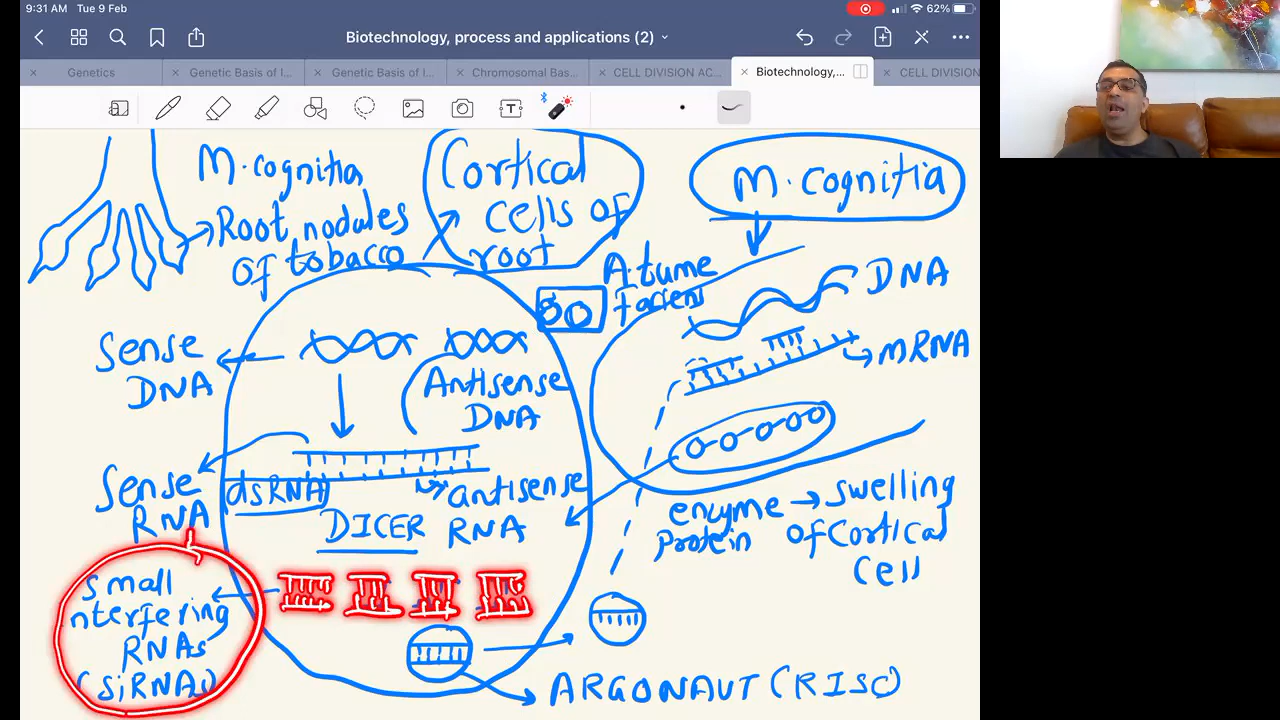 9:31 AM Tue 9 Feb
62%
Biotechnology, process and applications (2)
Genetics
Genetic Basis of I...
Genetic Basis of I...
Chromosomal Bas...
CELL DIVISION AC...
Biotechnology,...
CELL DIVISION
T
M.cognitia
Root nodules
of tobacco
Cortical
cells of
root
M.cognitia
A.tume
facien
DNA
mRNA
Sense
DNA
Antisense
DNA
Sense
RNA
dsRNA
antisense
RNA
DICER
enzyme → swelling
protein of Cortical
cell
small
nterfering
RNAs
(siRNA)
ARGONAUT (RISC)